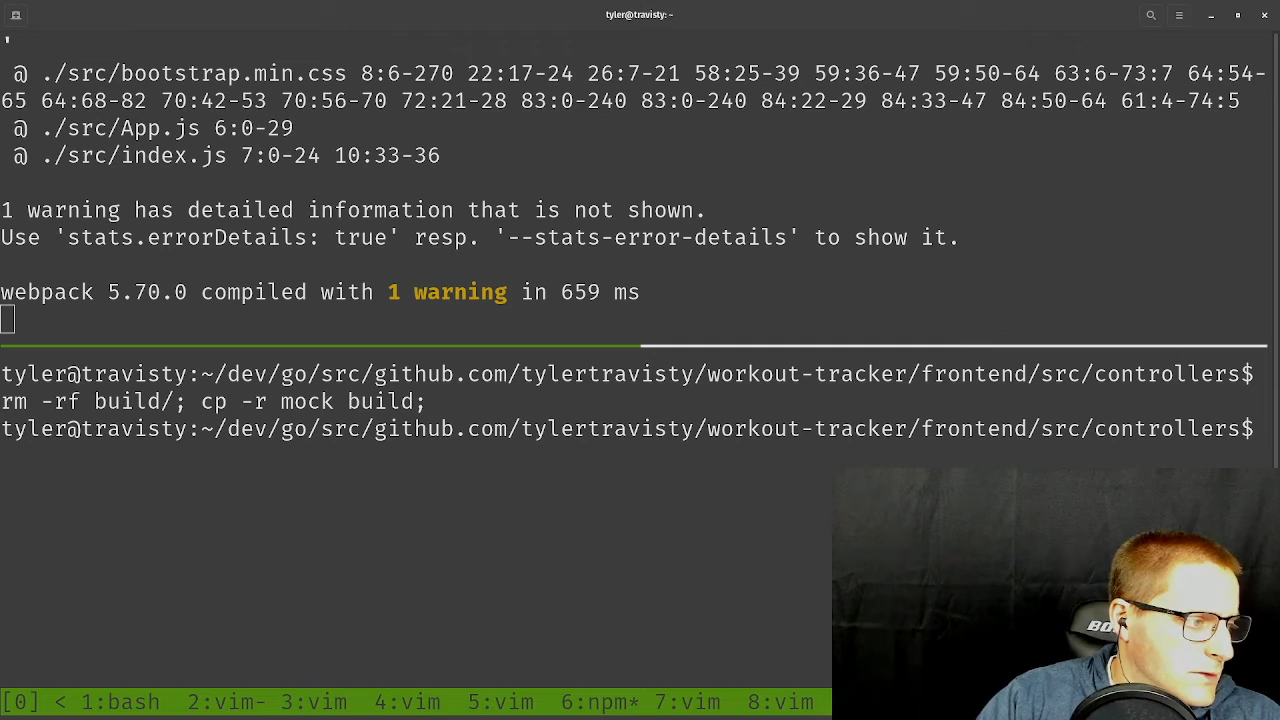 tyler@travisty: ~
'
@ ./src/bootstrap.min.css 8:6-270 22:17-24 26:7-21 58:25-39 59:36-47 59:50-64 63:6-73:7 64:54-
65 64:68-82 70:42-53 70:56-70 72:21-28 83:0-240 83:0-240 84:22-29 84:33-47 84:50-64 61:4-74:5
@ ./src/App.js 6:0-29
@ ./src/index.js 7:0-24 10:33-36
1 warning has detailed information that is not shown.
Use 'stats.errorDetails: true' resp. '--stats-error-details' to show it.
webpack 5.70.0 compiled with 1 warning in 659 ms
tyler@travisty:~/dev/go/src/github.com/tylertravisty/workout-tracker/frontend/src/controllers$
rm -rf build/; cp -r mock build;
tyler@travisty:~/dev/go/src/github.com/tylertravisty/workout-tracker/frontend/src/controllers$
[0] < 1:bash 2:vim- 3:vim 4:vim 5:vim 6:npm* 7:vim 8:vim